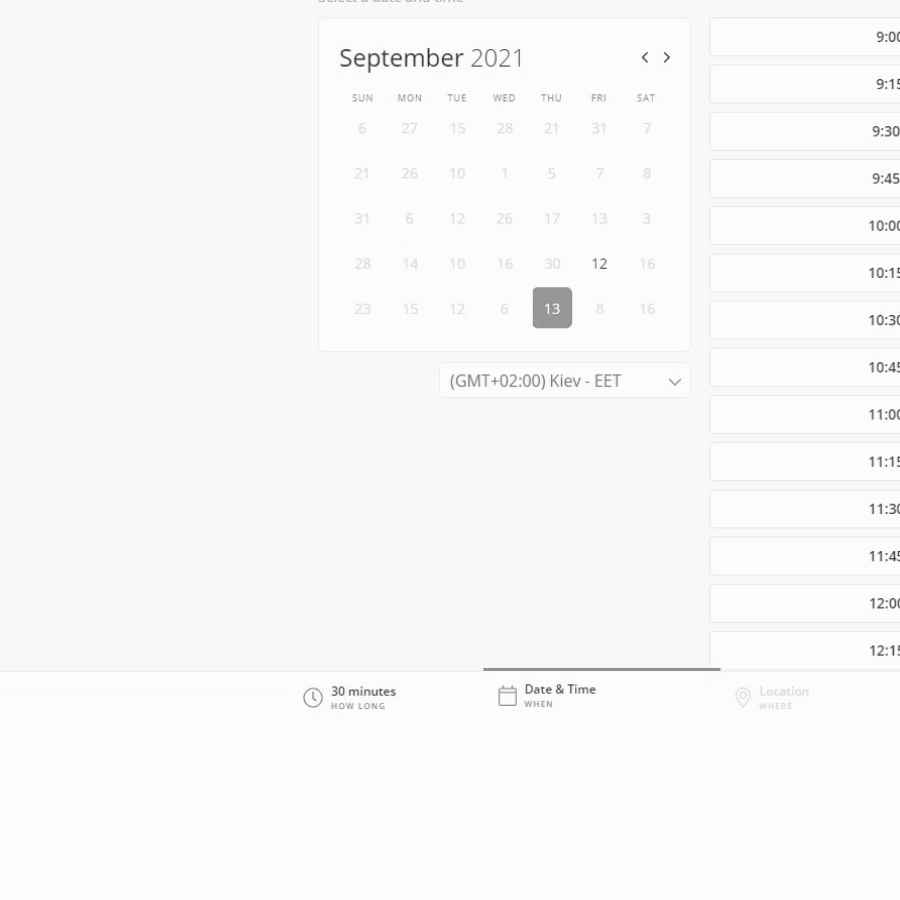 September 2021
SUN MON TUE WED THU FRI SAT
6 27 15 28 21 31 7
21 26 10 1 5 7 8
31 6 12 26 17 13 3
28 14 10 16 30 12 16
23 15 12 6 13 8 16
(GMT+02:00) Kiev - EET
9:00
9:15
9:30
9:45
10:00
10:15
10:30
10:45
11:00
11:15
11:30
11:45
12:00
12:15
30 minutes
HOW LONG
Date & Time
WHEN
Location
WHERE